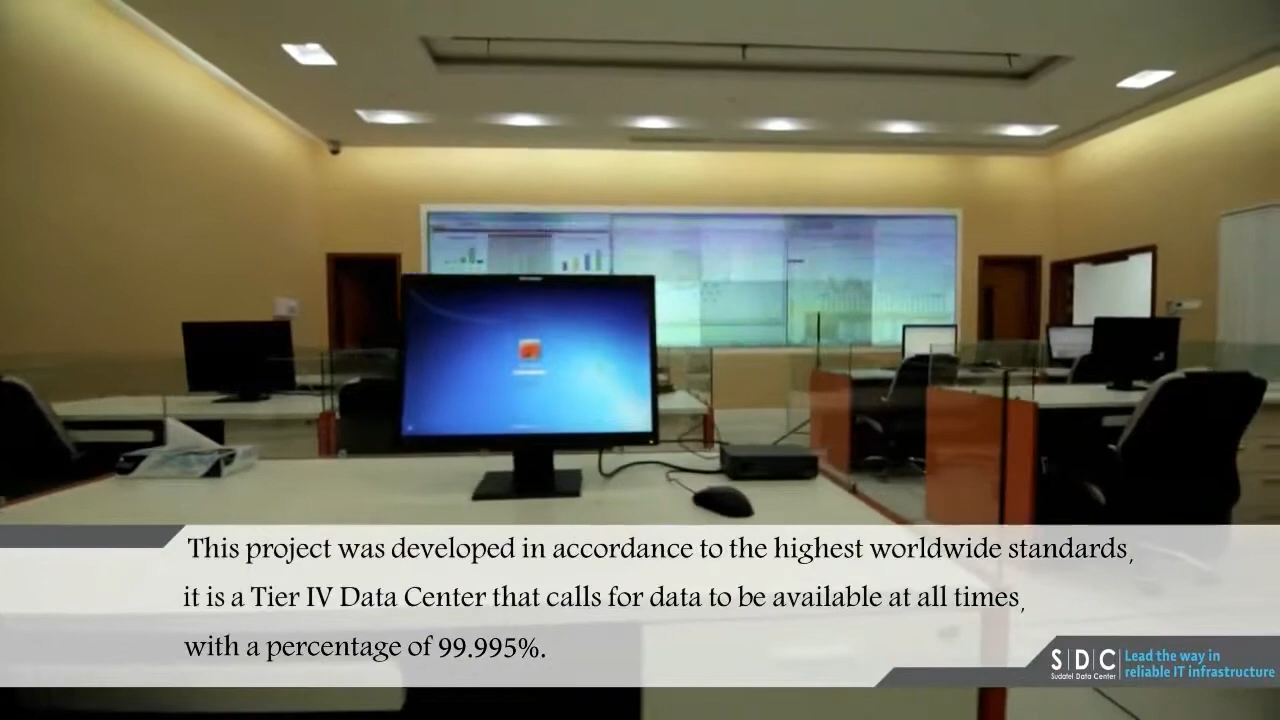 This project was developed in accordance to the highest worldwide standards,
it is a Tier IV Data Center that calls for data to be available at all times,
with a percentage of 99.995%.
S|D|C
Sudatel Data Center
Lead the way in
reliable IT infrastructure